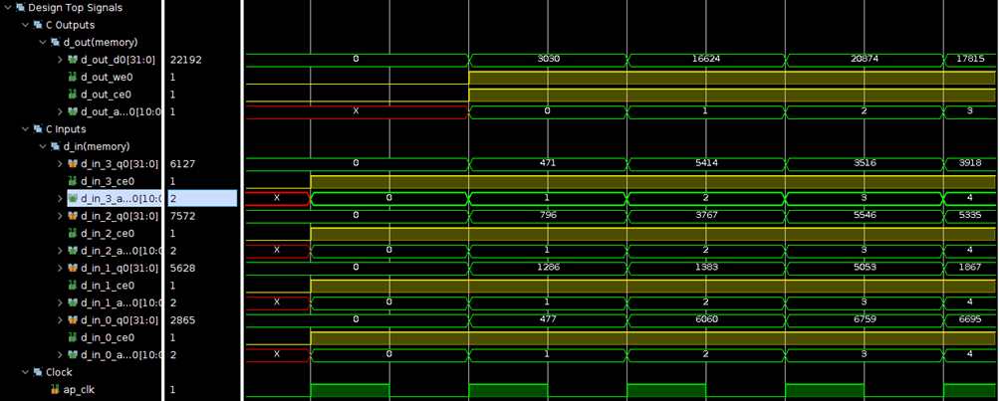 Design Top Signals
C Outputs
d_out(memory)
d_out_d0[31:0] 22192 0 3030 16624 20874 17815
d_out_we0 1
d_out_ce0 1
d_out_a...0[10:0 1 X 0 1 2 3
C Inputs
d_in(memory)
d_in_3_q0[31:0] 6127 0 471 5414 3516 3918
d_in_3_ce0 1
d_in_3_a...0[10:0 2 X 0 1 2 3 4
d_in_2_q0[31:0] 7572 0 796 3767 5546 5335
d_in_2_ce0 1
d_in_2_a...0[10:0 2 X 0 1 2 3 4
d_in_1_q0[31:0] 5628 0 1286 1383 5053 1867
d_in_1_ce0 1
d_in_1_a...0[10:0 2 X 0 1 2 3 4
d_in_0_q0[31:0] 2865 0 477 6060 6759 6695
d_in_0_ce0 1
d_in_0_a...0[10:0 2 X 0 1 2 3 4
Clock
ap_clk 1